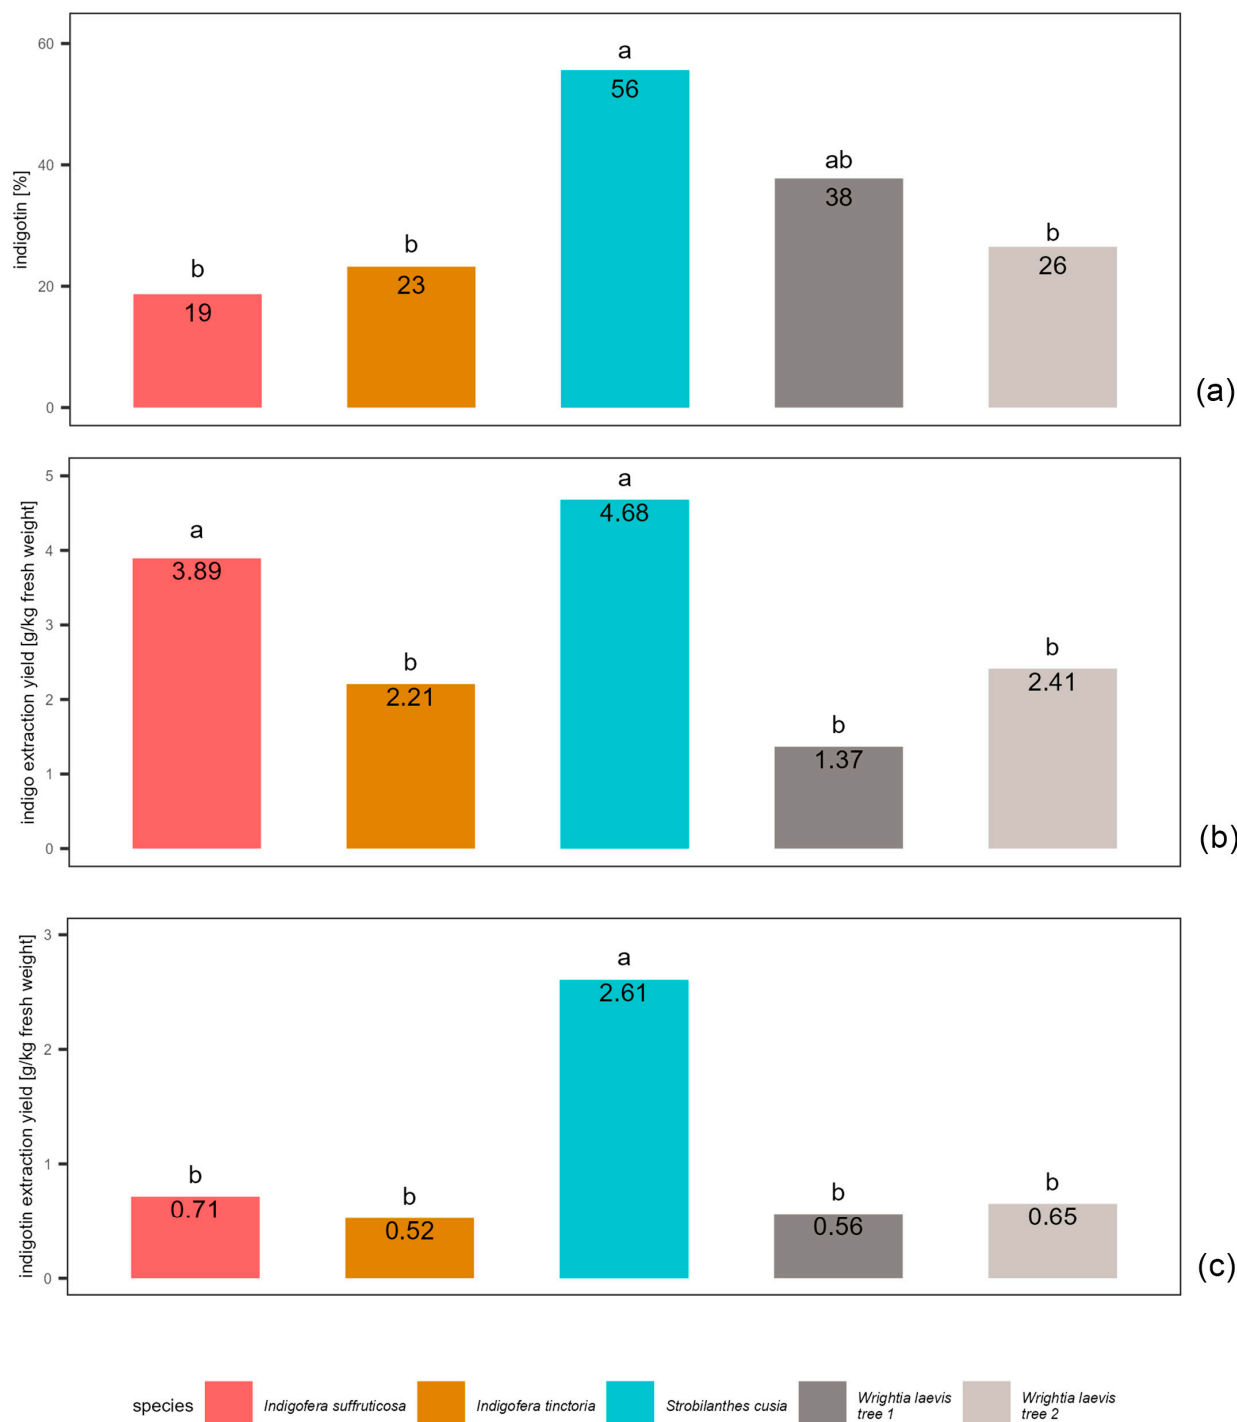 indigotin [%]
60
40
20
0
b
19
b
23
a
56
ab
38
b
26
(a)
indigo extraction yield [g/kg fresh weight]
5
4
3
2
1
0
a
3.89
b
2.21
a
4.68
b
1.37
b
2.41
(b)
indigotin extraction yield [g/kg fresh weight]
3
2
1
0
b
0.71
b
0.52
a
2.61
b
0.56
b
0.65
(c)
species
Indigofera suffruticosa
Indigofera tinctoria
Strobilanthes cusia
Wrightia laevis
tree 1
Wrightia laevis
tree 2